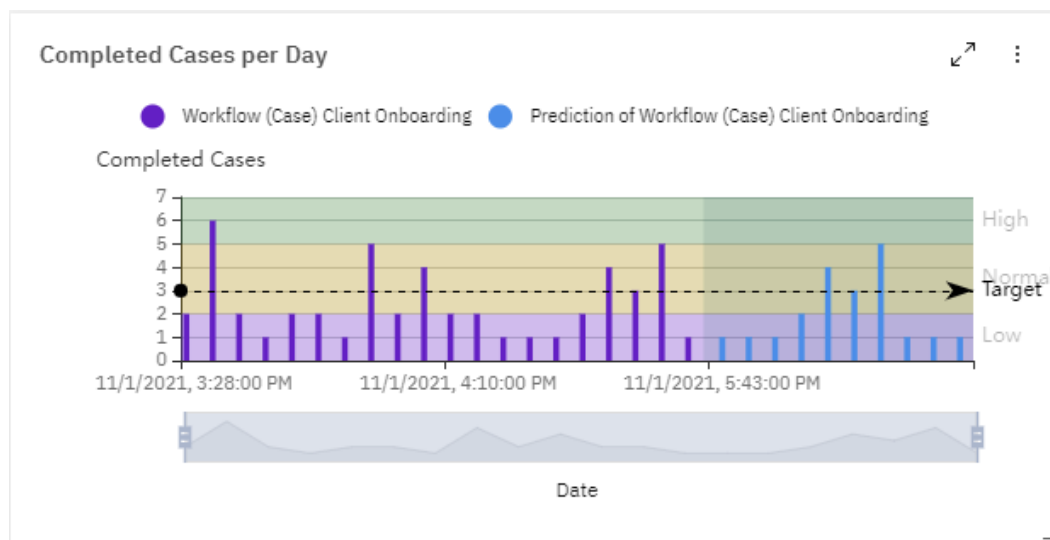 Completed Cases per Day
Workflow (Case) Client Onboarding
Prediction of Workflow (Case) Client Onboarding
Completed Cases
7
6
5
4
3
2
1
0
High
Norma
Target
Low
11/1/2021, 3:28:00 PM
11/1/2021, 4:10:00 PM
11/1/2021, 5:43:00 PM
Date